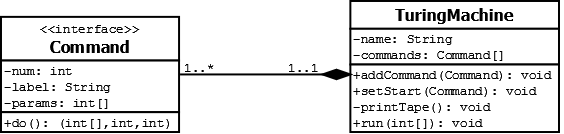 <<interface>>
Command
-num: int
-label: String
-params: int[]
+do(): (int[],int,int)
1..*
1..1
TuringMachine
-name: String
-commands: Command[]
+addCommand(Command): void
+setStart(Command): void
-printTape(): void
+run(int[]): void